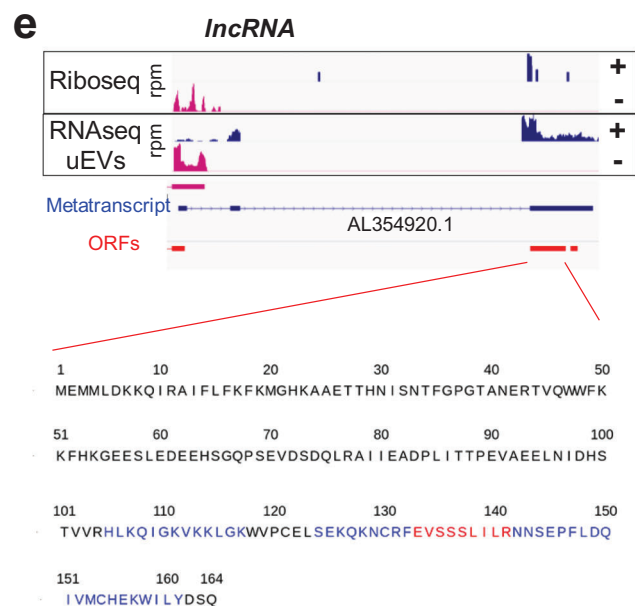 e
lncRNA
Riboseq rpm + -
RNAseq uEVs rpm + -
Metatranscript
AL354920.1
ORFs
1 10 20 30 40 50
MEMMLDKKQIRAIFLFKFKMGHKAAETTHNISNTFGPGTANERTVQWWFK
51 60 70 80 90 100
KFHKGEESLEDEEHSGQPSEVDSDQLRAIIEADPLITTPEVAEELNIDHS
101 110 120 130 140 150
TVVRHLKQIGKVKKLGKWVPCELSEKQKNCRFEVSSSLILRNNSEPFLDQ
151 160 164
IVMCHEKWILYDSQ